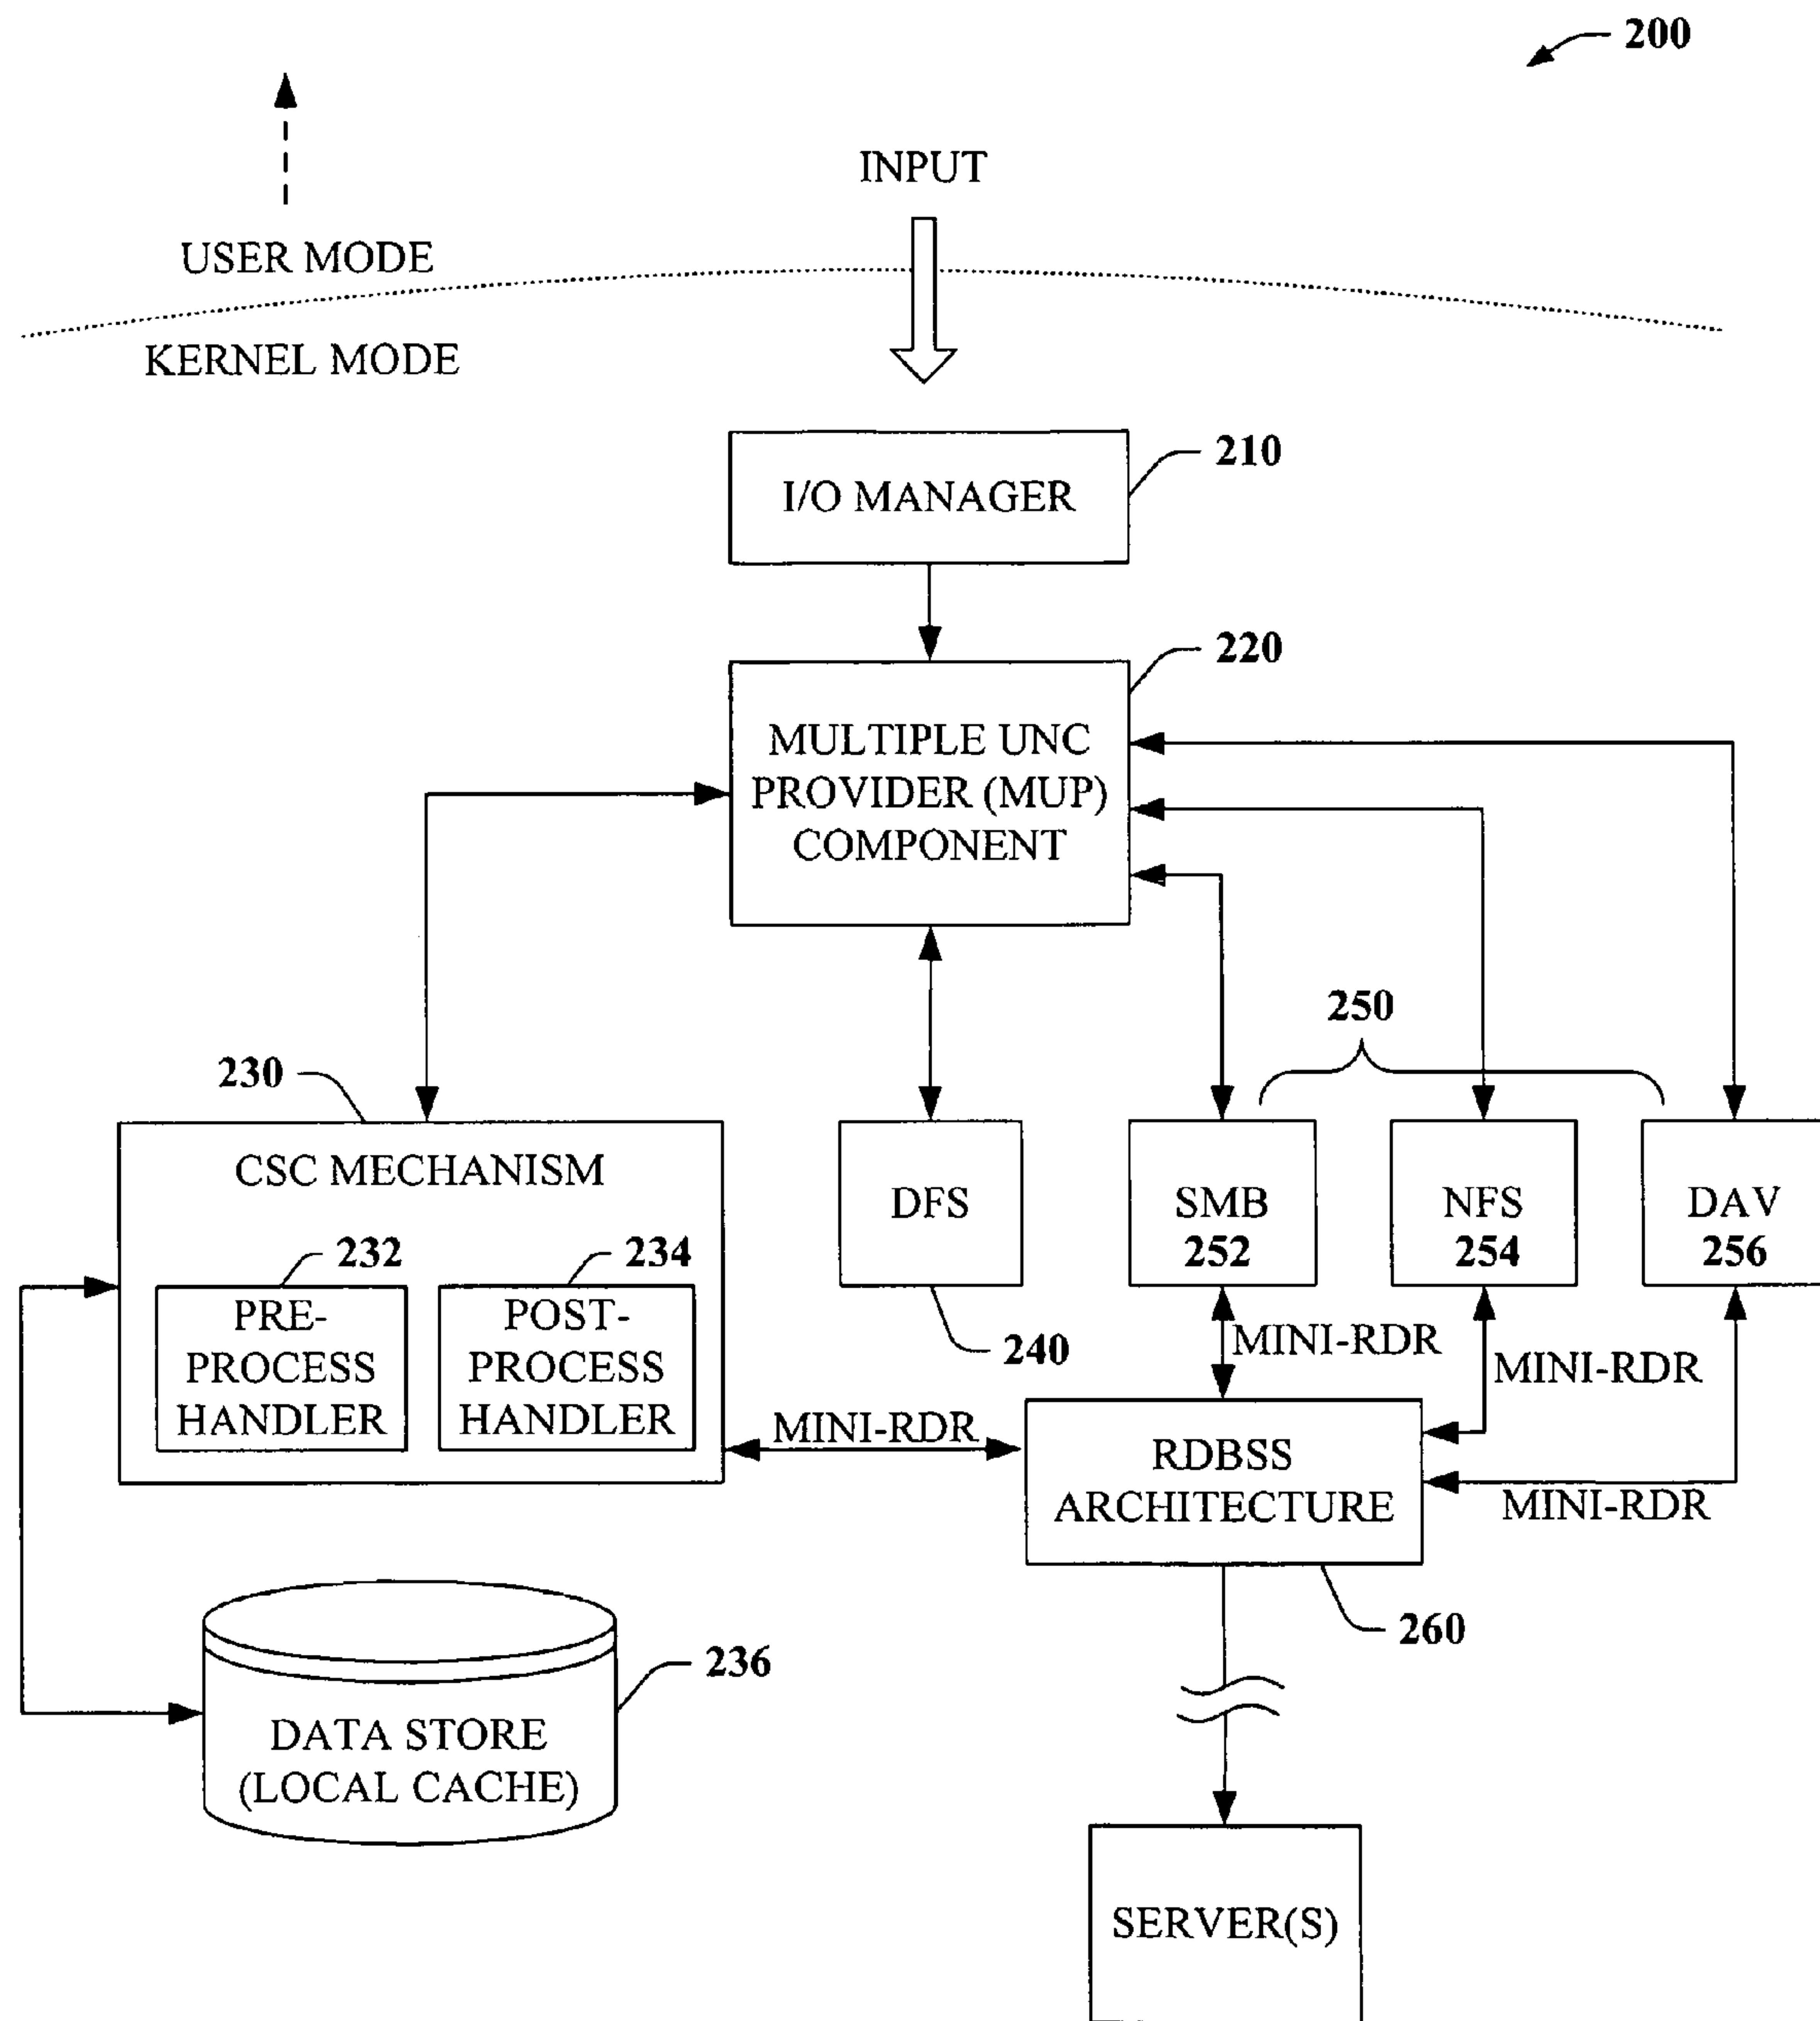 200
INPUT
USER MODE
KERNEL MODE
210
I/O MANAGER
220
MULTIPLE UNC
PROVIDER (MUP)
COMPONENT
250
230
CSC MECHANISM
232
234
PRE-
PROCESS
HANDLER
POST-
PROCESS
HANDLER
DFS
240
SMB
252
NFS
254
DAV
256
MINI-RDR
MINI-RDR
MINI-RDR
MINI-RDR
RDBSS
ARCHITECTURE
260
236
DATA STORE
(LOCAL CACHE)
SERVER(S)